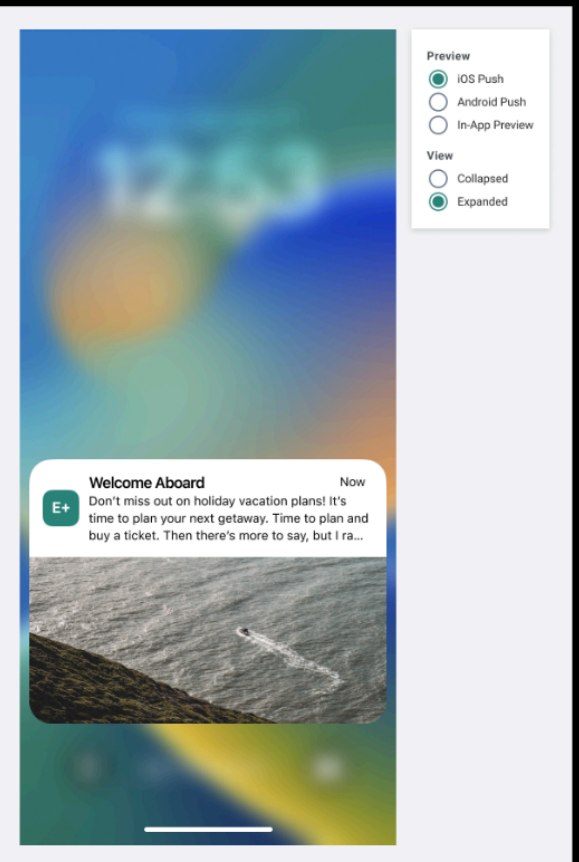 Preview
iOS Push
Android Push
In-App Preview
View
Collapsed
Expanded
12:53
Welcome Aboard
Now
E+
Don't miss out on holiday vacation plans! It's
time to plan your next getaway. Time to plan and
buy a ticket. Then there's more to say, but I ra...